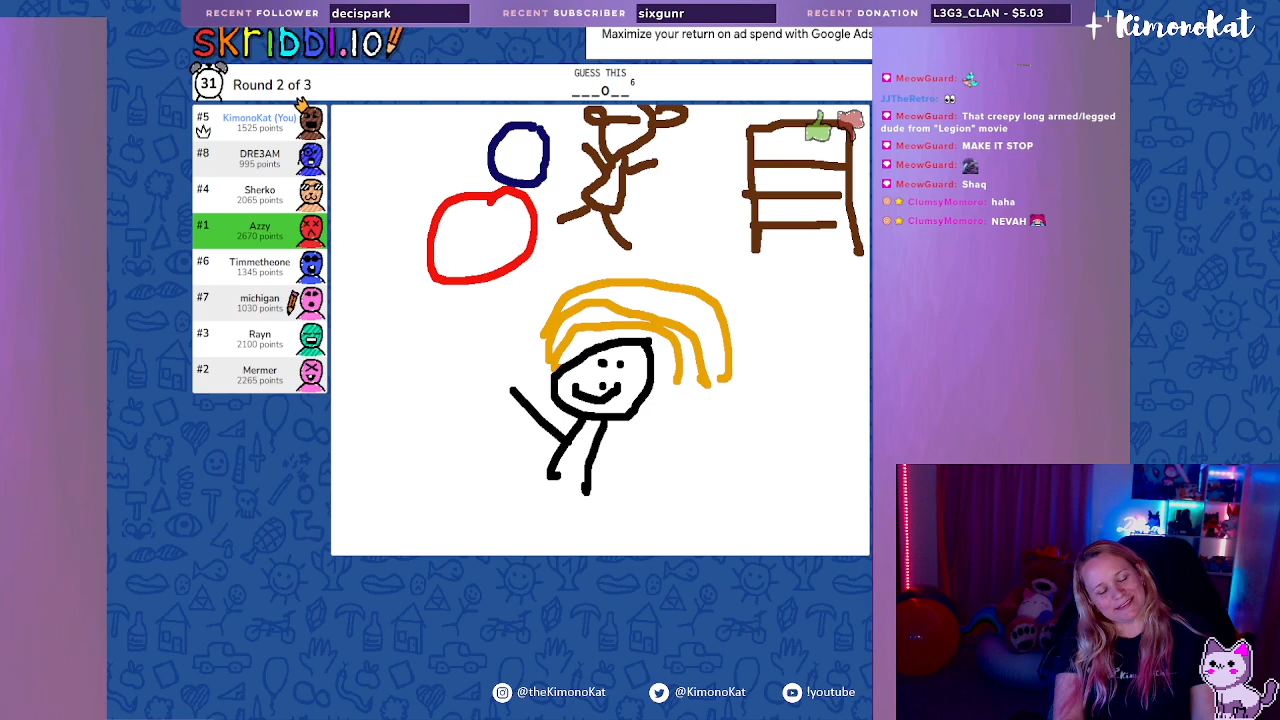 RECENT FOLLOWER decispark RECENT SUBSCRIBER sixgunr RECENT DONATION L3G3_CLAN - $5.03
KimonoKat
skribbl.io
Maximize your return on ad spend with Google Ads
31 Round 2 of 3
GUESS THIS
___o__ 6
#5 KimonoKat (You)
1525 points
#8 DRE3AM
995 points
#4 Sherko
2065 points
#1 Azzy
2670 points
#6 Timmetheone
1345 points
#7 michigan
1030 points
#3 Rayn
2100 points
#2 Mermer
2265 points
MeowGuard:
JJTheRetro:
MeowGuard: That creepy long armed/legged
dude from "Legion" movie
MeowGuard: MAKE IT STOP
MeowGuard:
MeowGuard: Shaq
ClumsyMomoro: haha
ClumsyMomoro: NEVAH
@theKimonoKat @KimonoKat !youtube